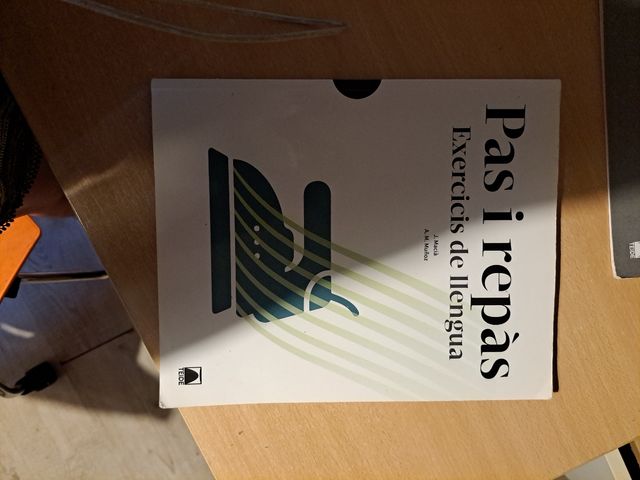 Pas i repàs
Exercicis de llengua
J. Macià
A. M. Muñoz
TEIDE